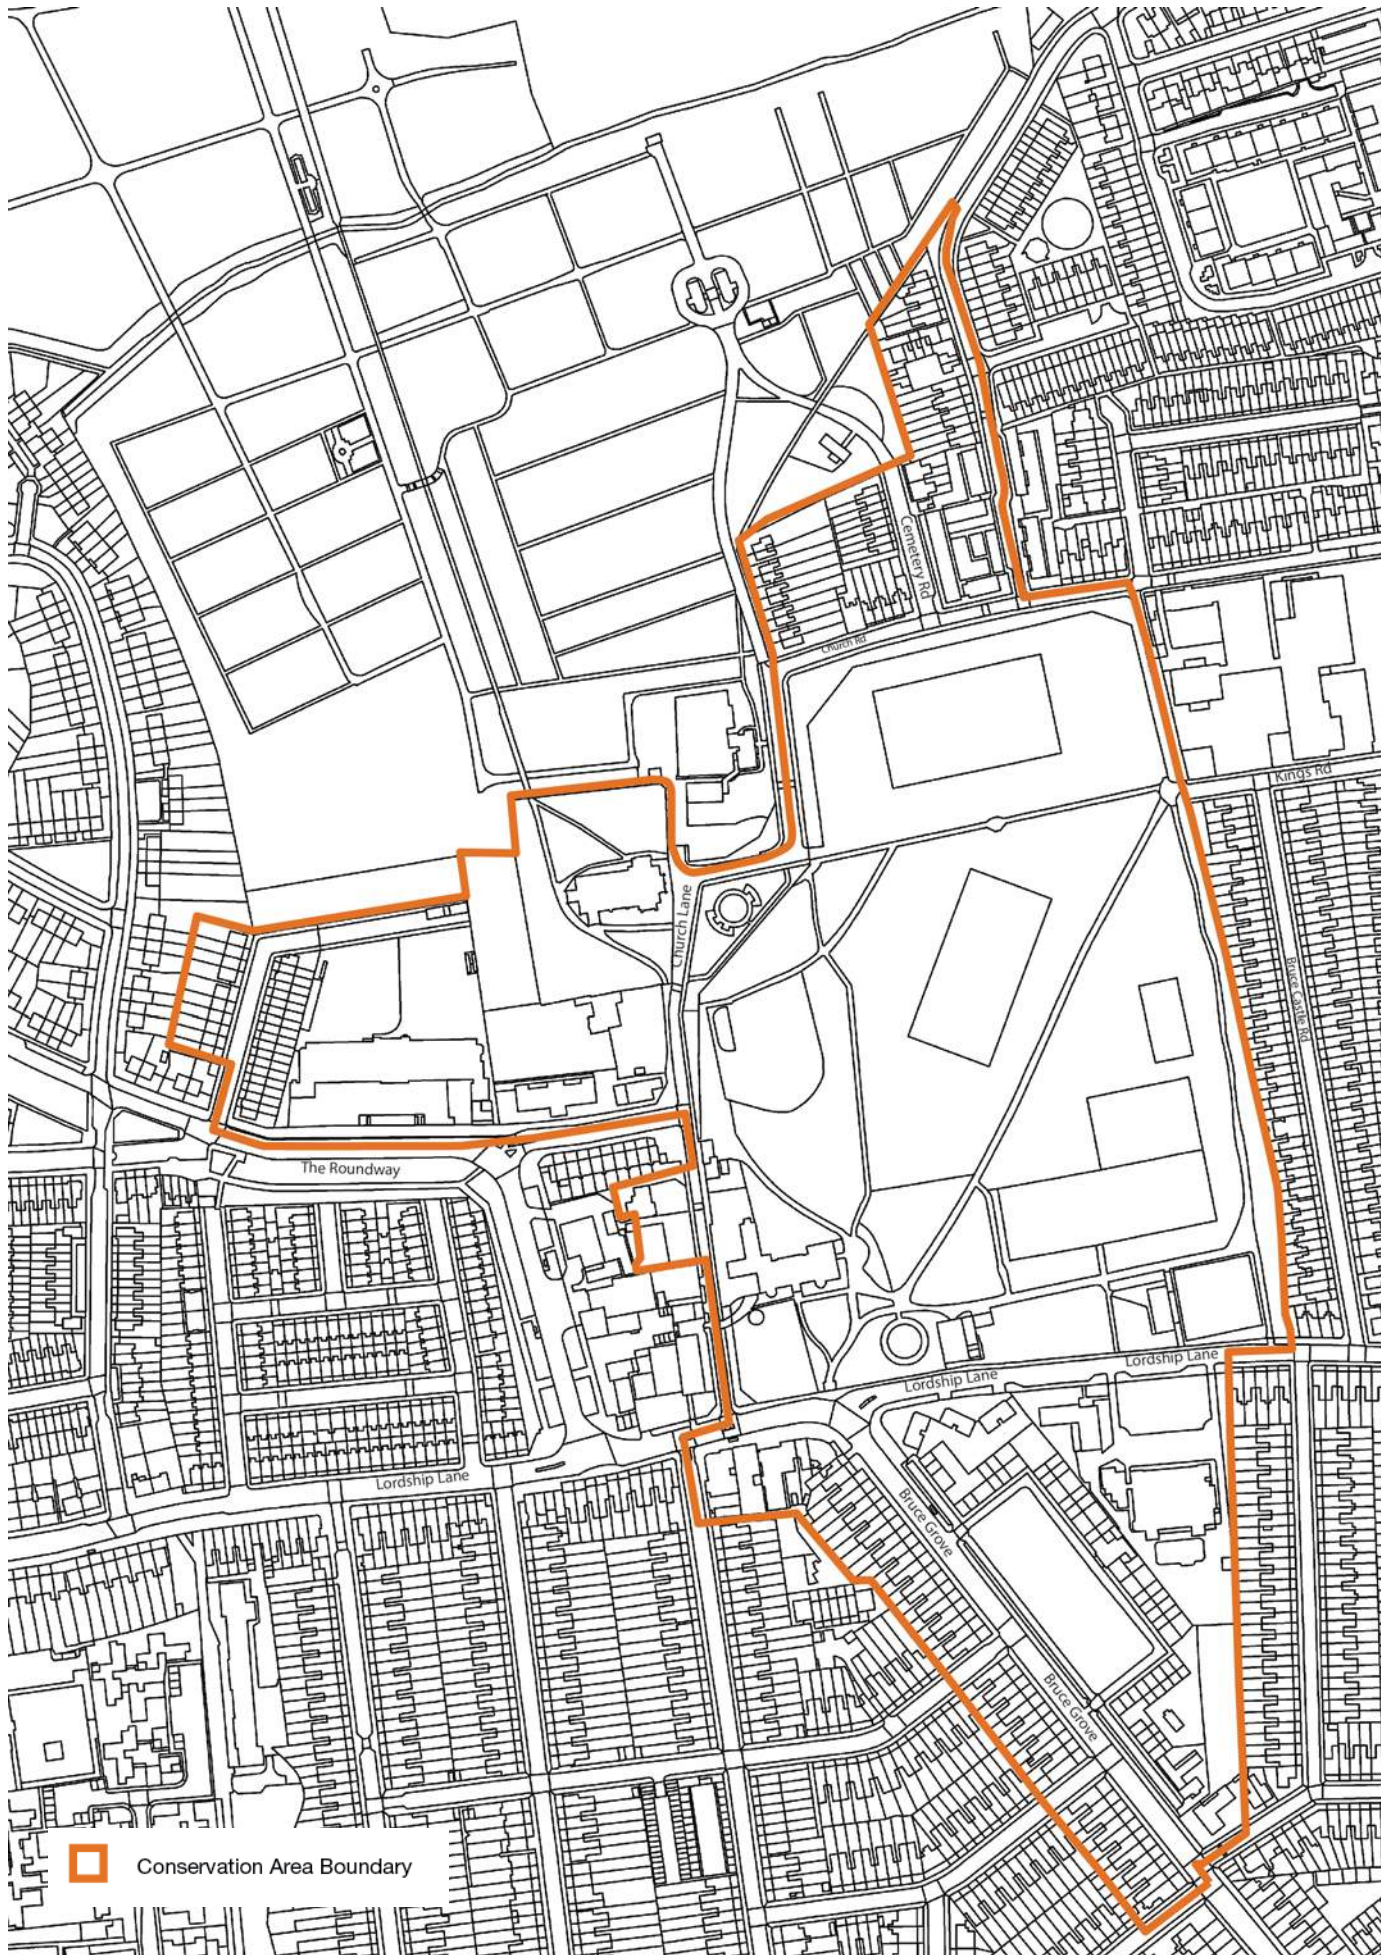 Cemetery Rd
Church Rd
Kings Rd
Church Lane
Bruce Castle Rd
The Roundway
Lordship Lane
Lordship Lane
Lordship Lane
Bruce Grove
Bruce Grove
Conservation Area Boundary